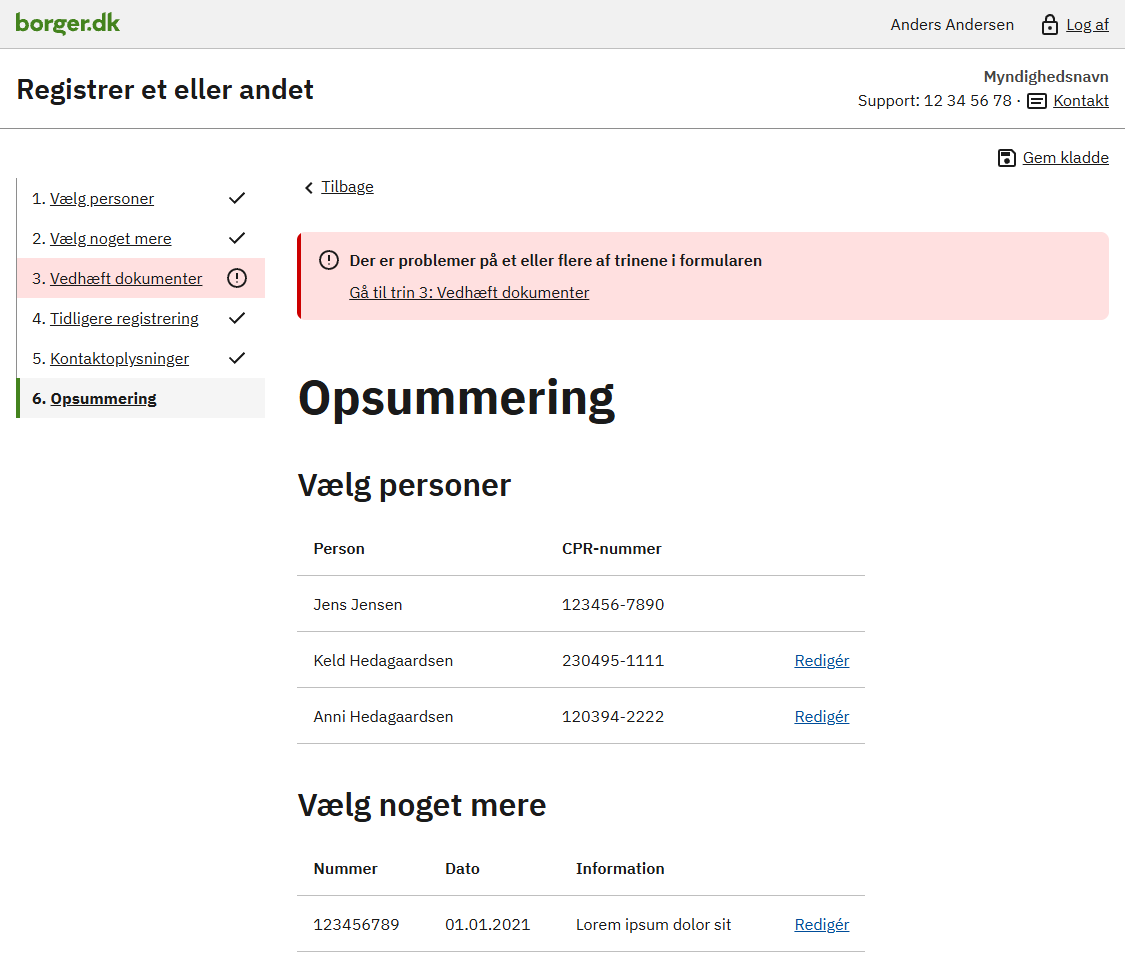 borger.dk
Anders Andersen Log af
Registrer et eller andet
Myndighedsnavn
Support: 12 34 56 78 · Kontakt
Gem kladde
Tilbage
1. Vælg personer
2. Vælg noget mere
3. Vedhæft dokumenter
4. Tidligere registrering
5. Kontaktoplysninger
6. Opsummering
Der er problemer på et eller flere af trinene i formularen
Gå til trin 3: Vedhæft dokumenter
Opsummering
Vælg personer
Person CPR-nummer
Jens Jensen 123456-7890
Keld Hedagaardsen 230495-1111 Redigér
Anni Hedagaardsen 120394-2222 Redigér
Vælg noget mere
Nummer Dato Information
123456789 01.01.2021 Lorem ipsum dolor sit Redigér